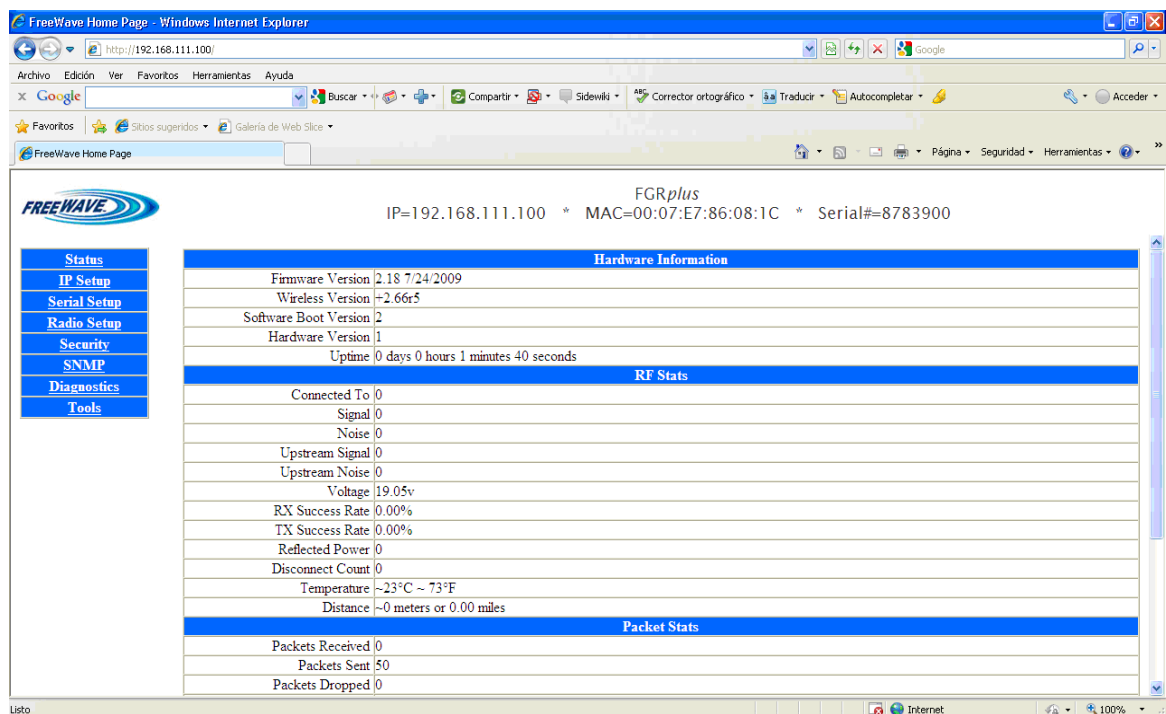 FreeWave Home Page - Windows Internet Explorer
http://192.168.111.100/
Google
Archivo Edición Ver Favoritos Herramientas Ayuda
x Google Buscar Compartir Sidewiki ABC Corrector ortográfico aа Traducir Autocompletar Acceder
Favoritos Sitios sugeridos Galería de Web Slice
FreeWave Home Page Página Seguridad Herramientas »
FREEWAVE
FGRplus
IP=192.168.111.100 * MAC=00:07:E7:86:08:1C * Serial#=8783900
Status
IP Setup
Serial Setup
Radio Setup
Security
SNMP
Diagnostics
Tools
Hardware Information
Firmware Version 2.18 7/24/2009
Wireless Version +2.66r5
Software Boot Version 2
Hardware Version 1
Uptime 0 days 0 hours 1 minutes 40 seconds
RF Stats
Connected To 0
Signal 0
Noise 0
Upstream Signal 0
Upstream Noise 0
Voltage 19.05v
RX Success Rate 0.00%
TX Success Rate 0.00%
Reflected Power 0
Disconnect Count 0
Temperature ~23°C ~ 73°F
Distance ~0 meters or 0.00 miles
Packet Stats
Packets Received 0
Packets Sent 50
Packets Dropped 0
Listo Internet 100%